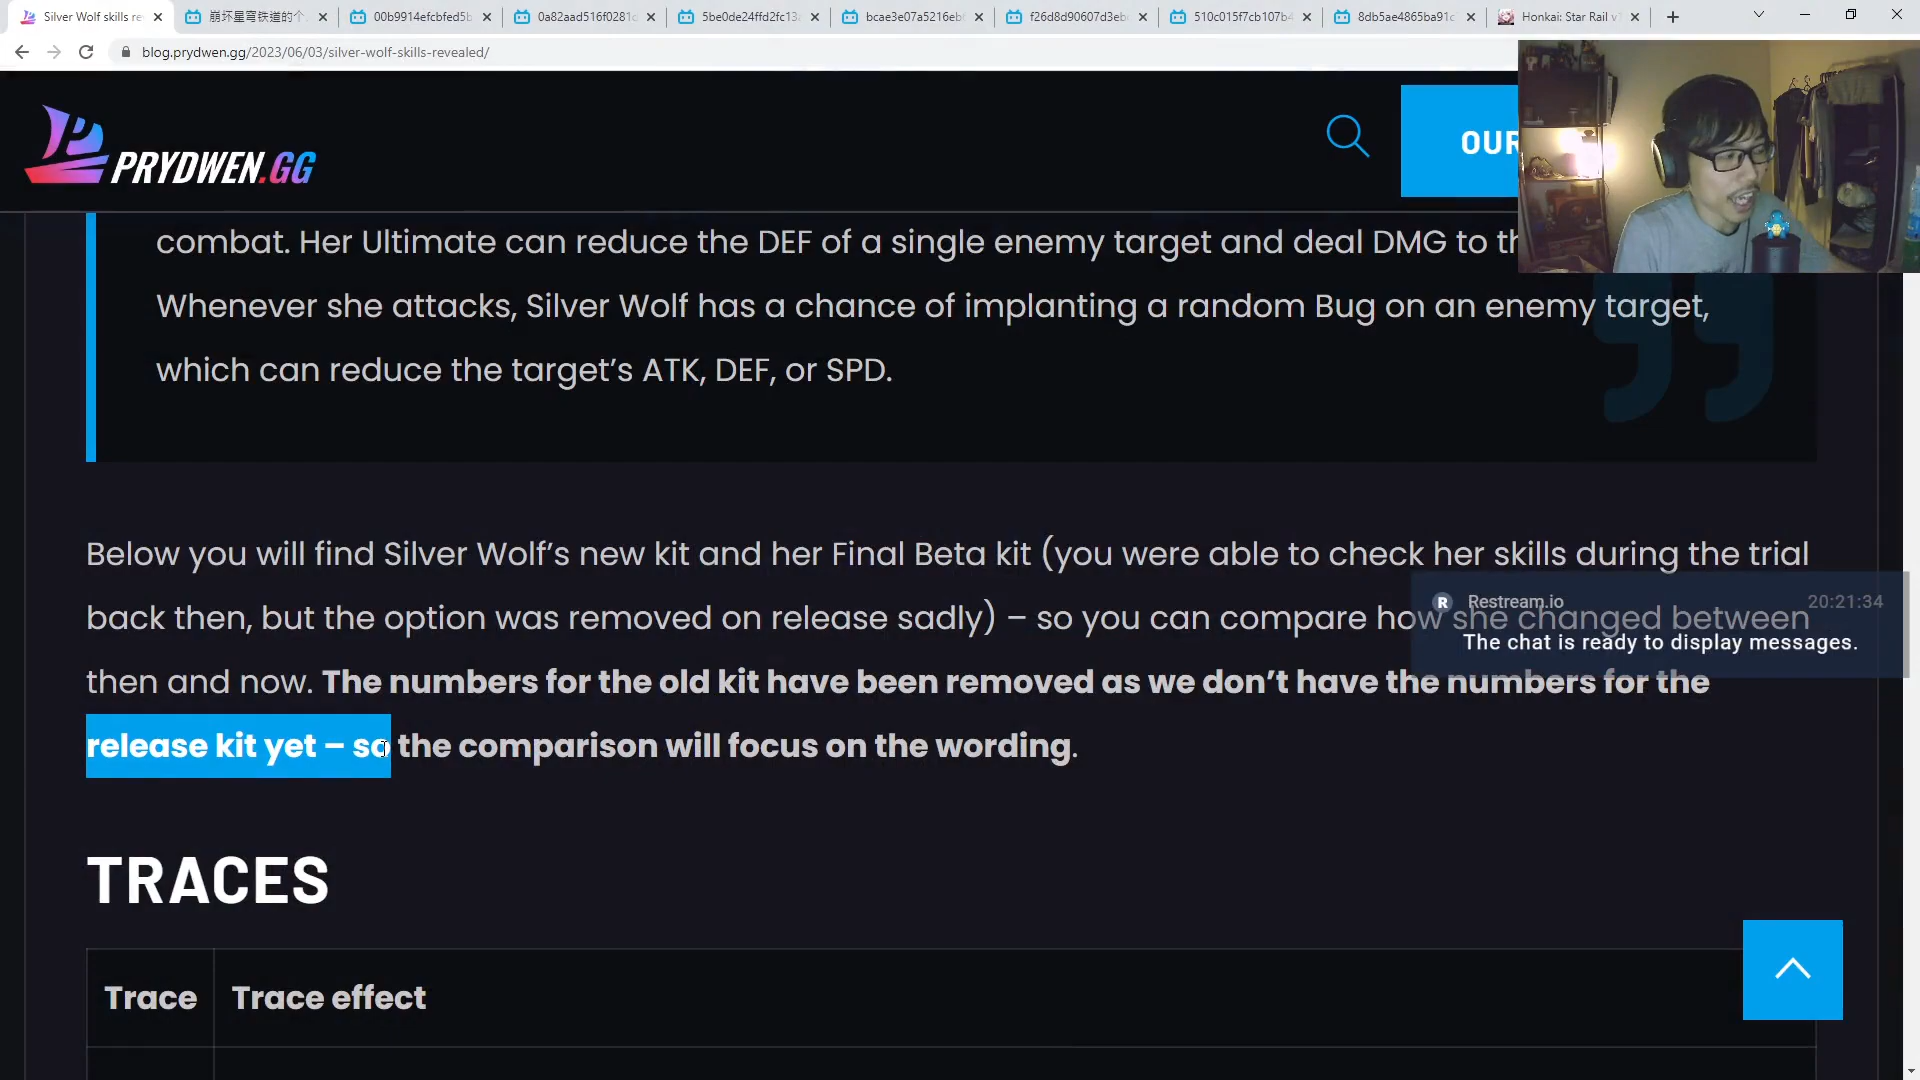 Silver Wolf skills re
崩坏星穹铁道的个人
00b9914efcbfed5b
0a82aad516f0281c
5be0de24ffd2fc13a
bcae3e07a5216eb
f26d8d90607d3eb
510c015f7cb107b4
8db5ae4865ba91c
Honkai: Star Rail v
blog.prydwen.gg/2023/06/03/silver-wolf-skills-revealed/
PRYDWEN.GG
OUR
combat. Her Ultimate can reduce the DEF of a single enemy target and deal DMG to
Whenever she attacks, Silver Wolf has a chance of implanting a random Bug on an enemy target,
which can reduce the target's ATK, DEF, or SPD.
Below you will find Silver Wolf's new kit and her Final Beta kit (you were able to check her skills during the trial
back then, but the option was removed on release sadly) – so you can compare how she changed between
then and now. The numbers for the old kit have been removed as we don't have the numbers for the
release kit yet – so the comparison will focus on the wording.
R Restream.io 20:21:34
The chat is ready to display messages.
TRACES
Trace Trace effect